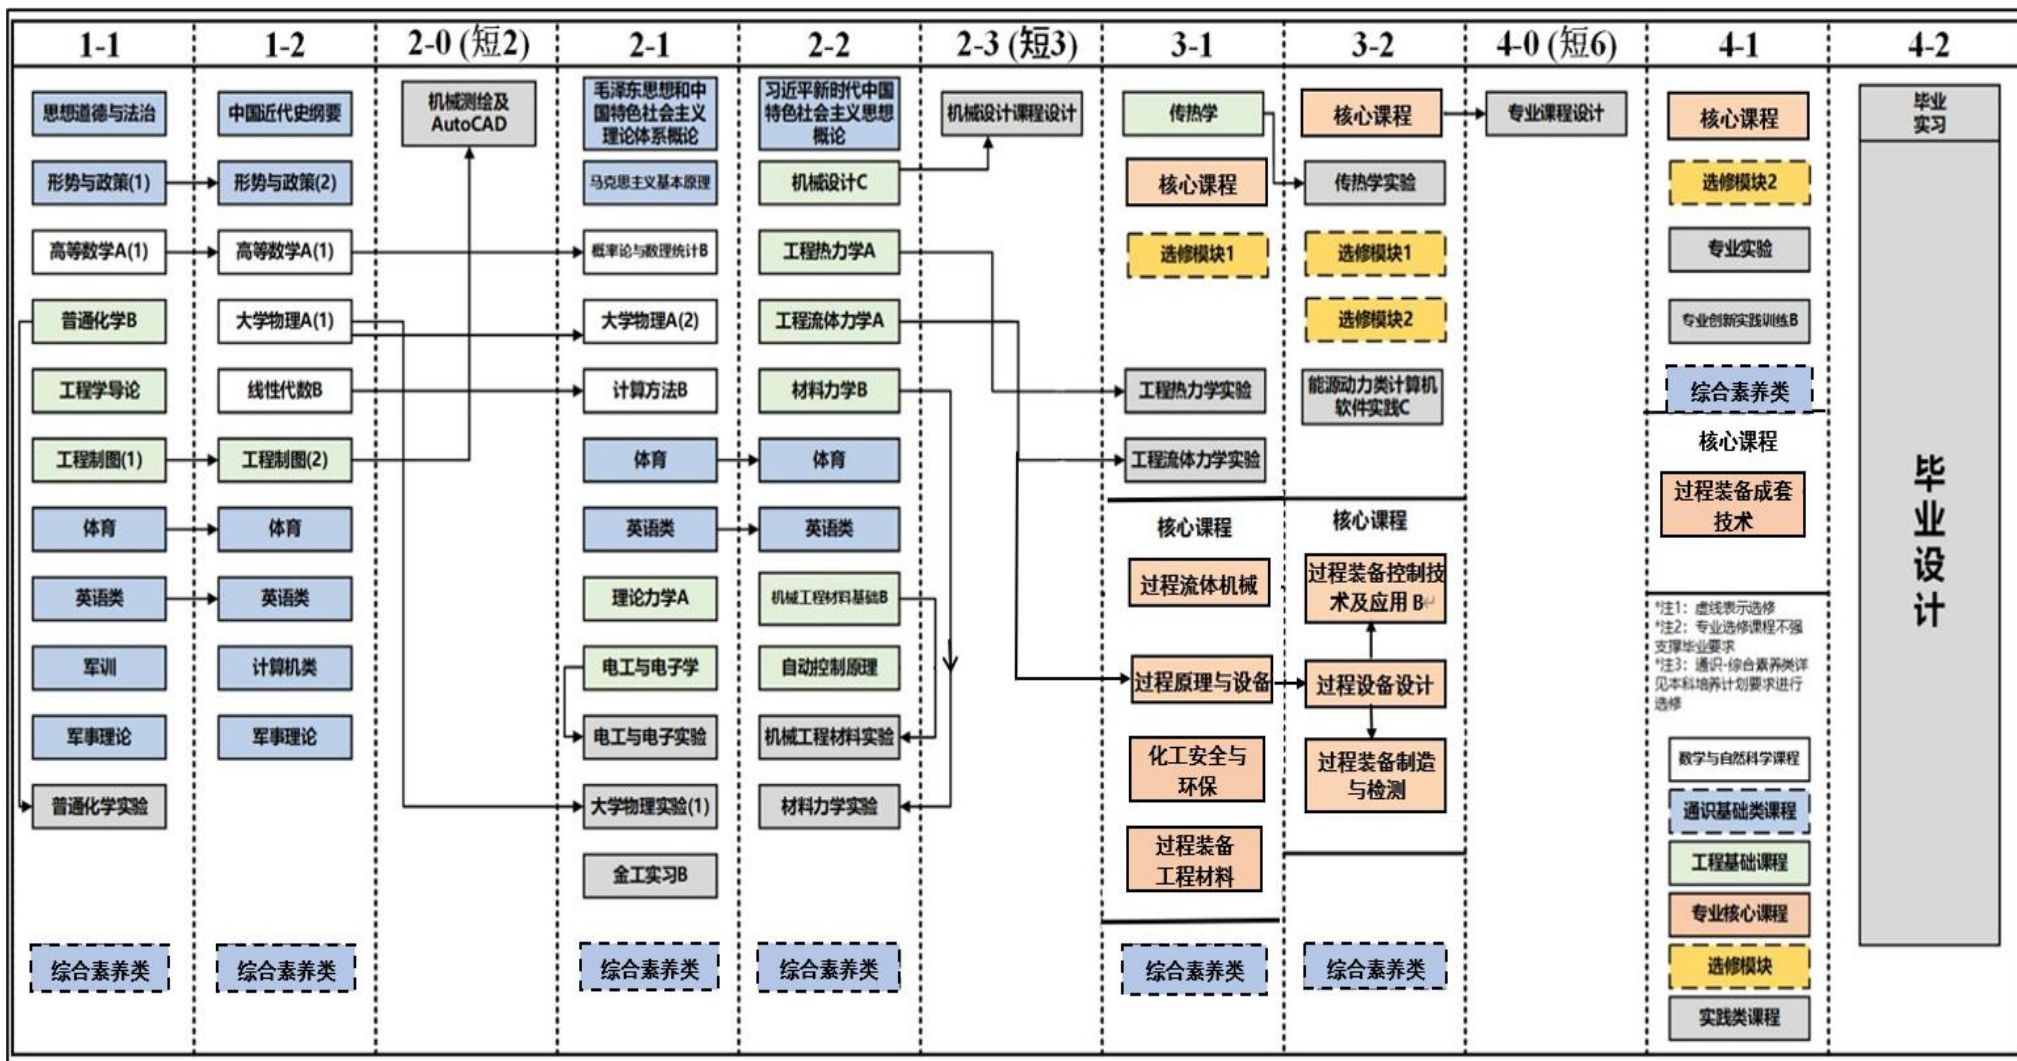 1-1
1-2
2-0 (短2)
2-1
2-2
2-3 (短3)
3-1
3-2
4-0 (短6)
4-1
4-2
思想道德与法治
形势与政策(1)
高等数学A(1)
普通化学B
工程学导论
工程制图(1)
体育
英语类
军训
军事理论
普通化学实验
综合素养类
中国近代史纲要
形势与政策(2)
高等数学A(1)
大学物理A(1)
线性代数B
工程制图(2)
体育
英语类
计算机类
军事理论
综合素养类
机械测绘及
AutoCAD
毛泽东思想和中
国特色社会主义
理论体系概论
马克思主义基本原理
概率论与数理统计B
大学物理A(2)
计算方法B
体育
英语类
理论力学A
电工与电子学
电工与电子实验
大学物理实验(1)
金工实习B
综合素养类
习近平新时代中国
特色社会主义思想
概论
机械设计C
工程热力学A
工程流体力学A
材料力学B
体育
英语类
机械工程材料基础B
自动控制原理
机械工程材料实验
材料力学实验
综合素养类
机械设计课程设计
传热学
核心课程
选修模块1
工程热力学实验
工程流体力学实验
核心课程
过程流体机械
过程原理与设备
化工安全与
环保
过程装备
工程材料
综合素养类
核心课程
传热学实验
选修模块1
选修模块2
能源动力类计算机
软件实践C
核心课程
过程装备控制技
术及应用 B↵
过程设备设计
过程装备制造
与检测
综合素养类
专业课程设计
核心课程
选修模块2
专业实验
专业创新实践训练B
综合素养类
核心课程
过程装备成套
技术
*注1：虚线表示选修
*注2：专业选修课程不强
支撑毕业要求
*注3：通识-综合素养类详
见本科培养计划要求进行
选修
数学与自然科学课程
通识基础类课程
工程基础课程
专业核心课程
选修模块
实践类课程
毕业
实习
毕
业
设
计